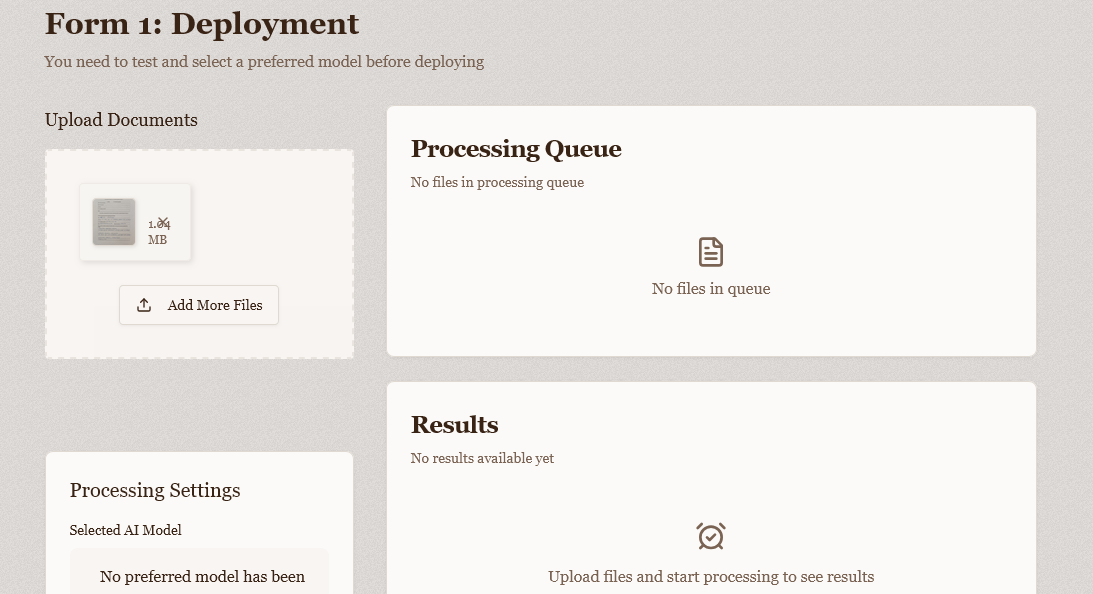 Form 1: Deployment
You need to test and select a preferred model before deploying
Upload Documents
1.04
MB
Add More Files
Processing Settings
Selected AI Model
No preferred model has been
Processing Queue
No files in processing queue
No files in queue
Results
No results available yet
Upload files and start processing to see results